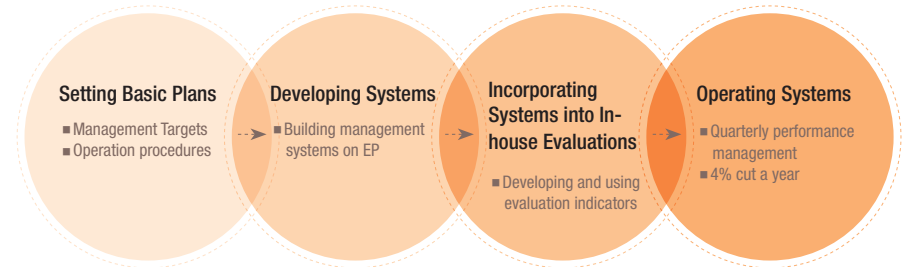 Setting Basic Plans
■ Management Targets
■ Operation procedures
Developing Systems
■ Building management
systems on EP
Incorporating
Systems into In-
house Evaluations
■ Developing and using
evaluation indicators
Operating Systems
■ Quarterly performance
management
■ 4% cut a year